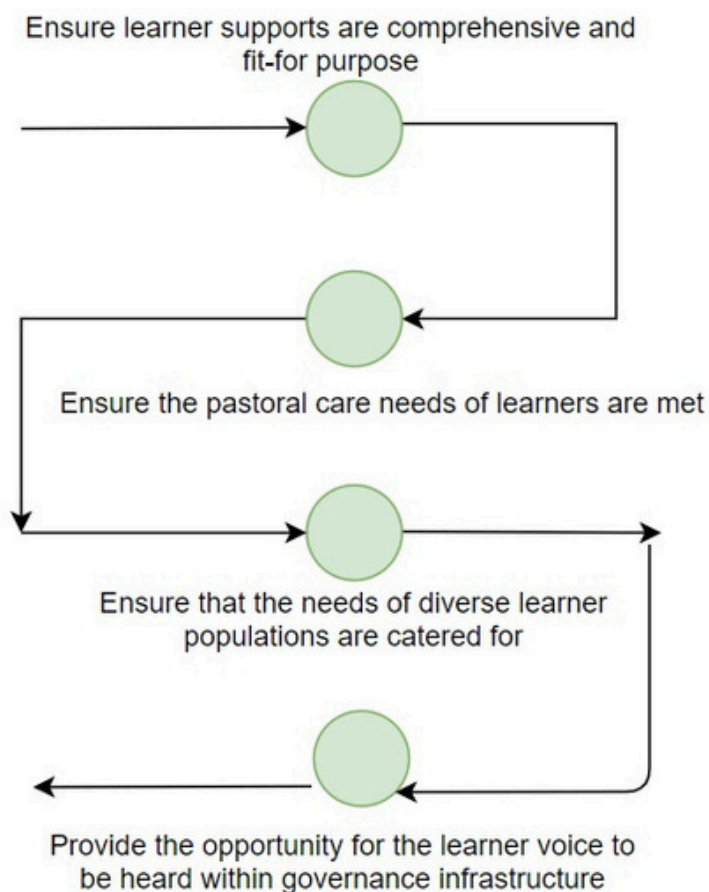 Ensure learner supports are comprehensive and
fit-for purpose
Ensure the pastoral care needs of learners are met
Ensure that the needs of diverse learner
populations are catered for
Provide the opportunity for the learner voice to
be heard within governance infrastructure